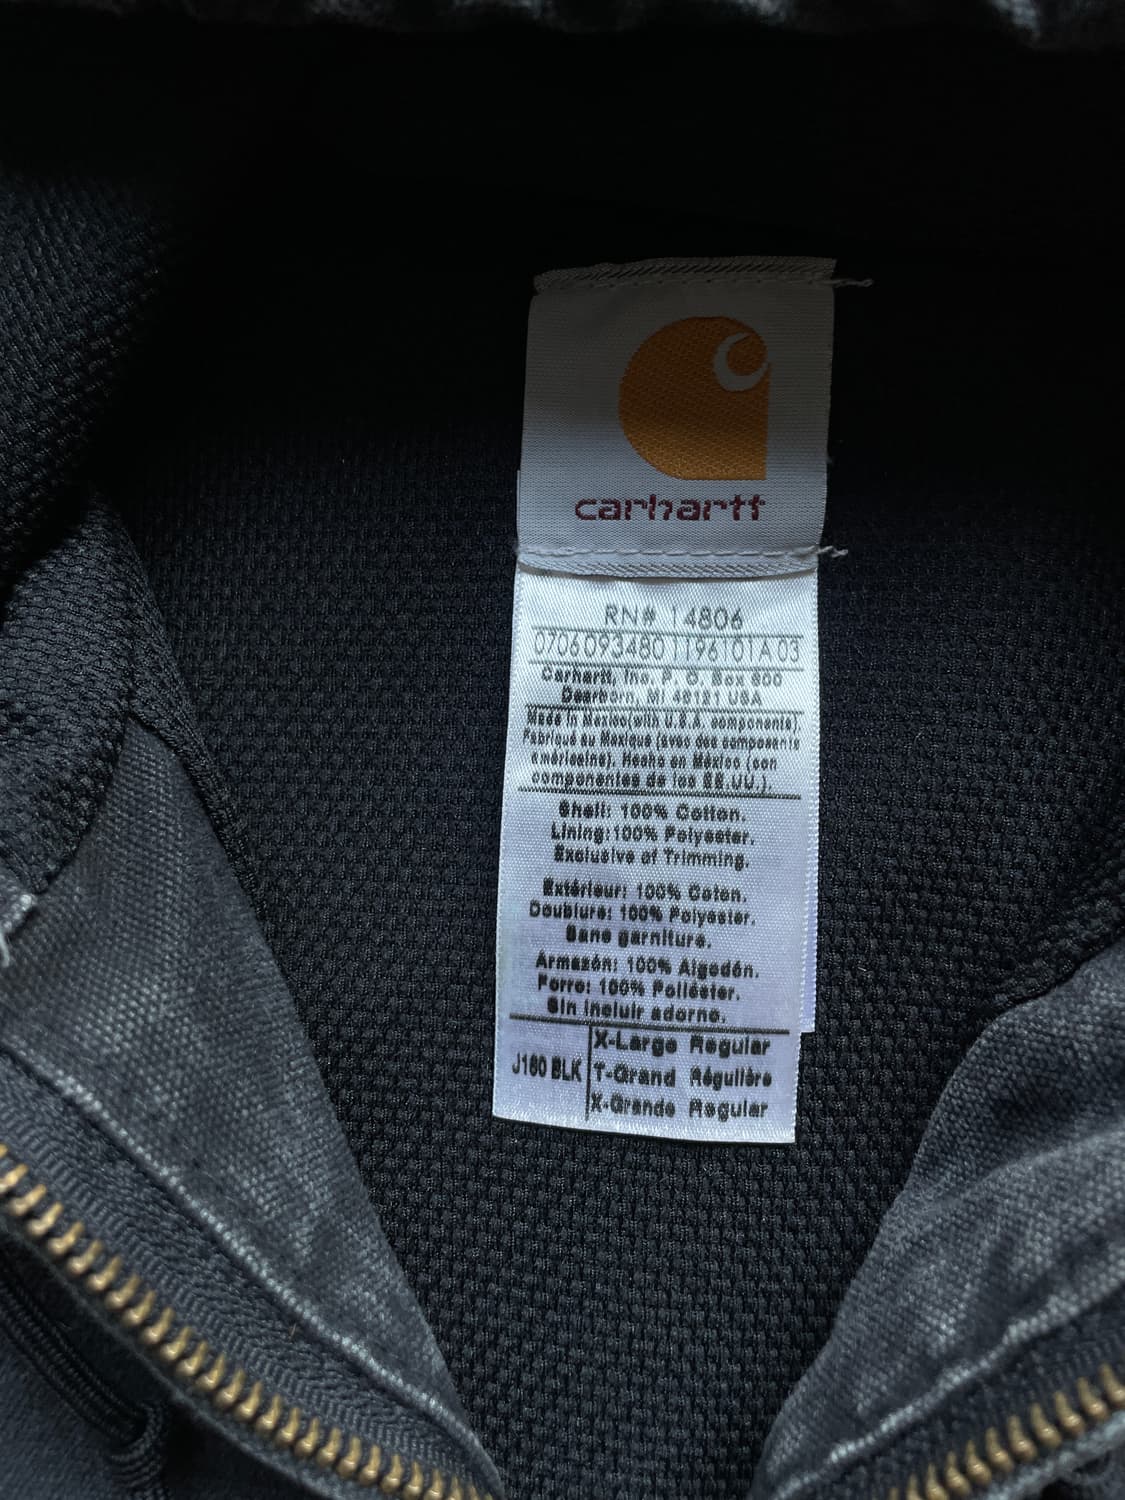 carhartt
RN# 14806
0706093480 1196101A 03
Carhartt, Inc. P. O. Box 600
Dearborn, MI 48121 USA
Made in Mexico(with U.S.A. components).
Fabriqué au Mexique (avec des composants
américains). Hecho en México (con
componentes de los EE.UU.).
Shell: 100% Cotton.
Lining:100% Polyester.
Exclusive of Trimming.
Extérieur: 100% Coton.
Doublure: 100% Polyester.
Sans garniture.
Armazón: 100% Algodón.
Forro: 100% Poliéster.
Sin incluir adorno.
J160 BLK
X-Large Regular
T-Grand Régulière
X-Grande Regular